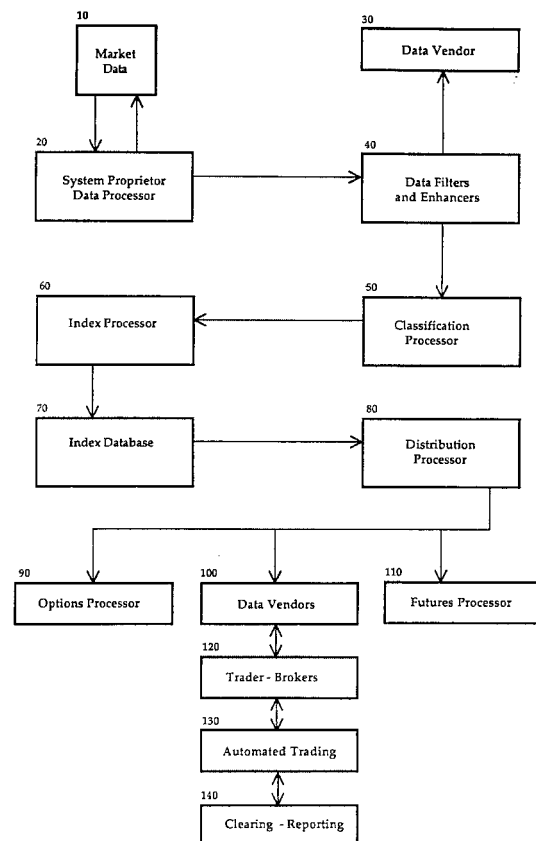 10
Market
Data
30
Data Vendor
20
System Proprietor
Data Processor
40
Data Filters
and Enhancers
60
Index Processor
50
Classification
Processor
70
Index Database
80
Distribution
Processor
90
Options Processor
100
Data Vendors
110
Futures Processor
120
Trader - Brokers
130
Automated Trading
140
Clearing - Reporting